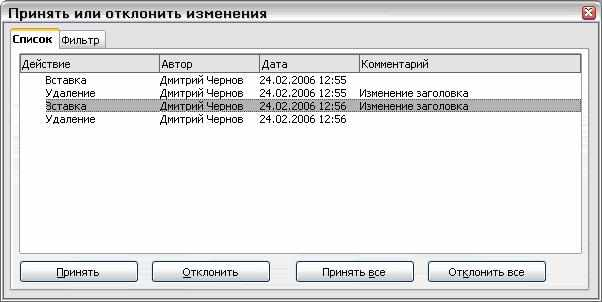 Принять или отклонить изменения
Список Фильтр
Действие Автор Дата Комментарий
Вставка Дмитрий Чернов 24.02.2006 12:55
Удаление Дмитрий Чернов 24.02.2006 12:55 Изменение заголовка
Вставка Дмитрий Чернов 24.02.2006 12:56 Изменение заголовка
Удаление Дмитрий Чернов 24.02.2006 12:56
Принять Отклонить Принять все Отклонить все